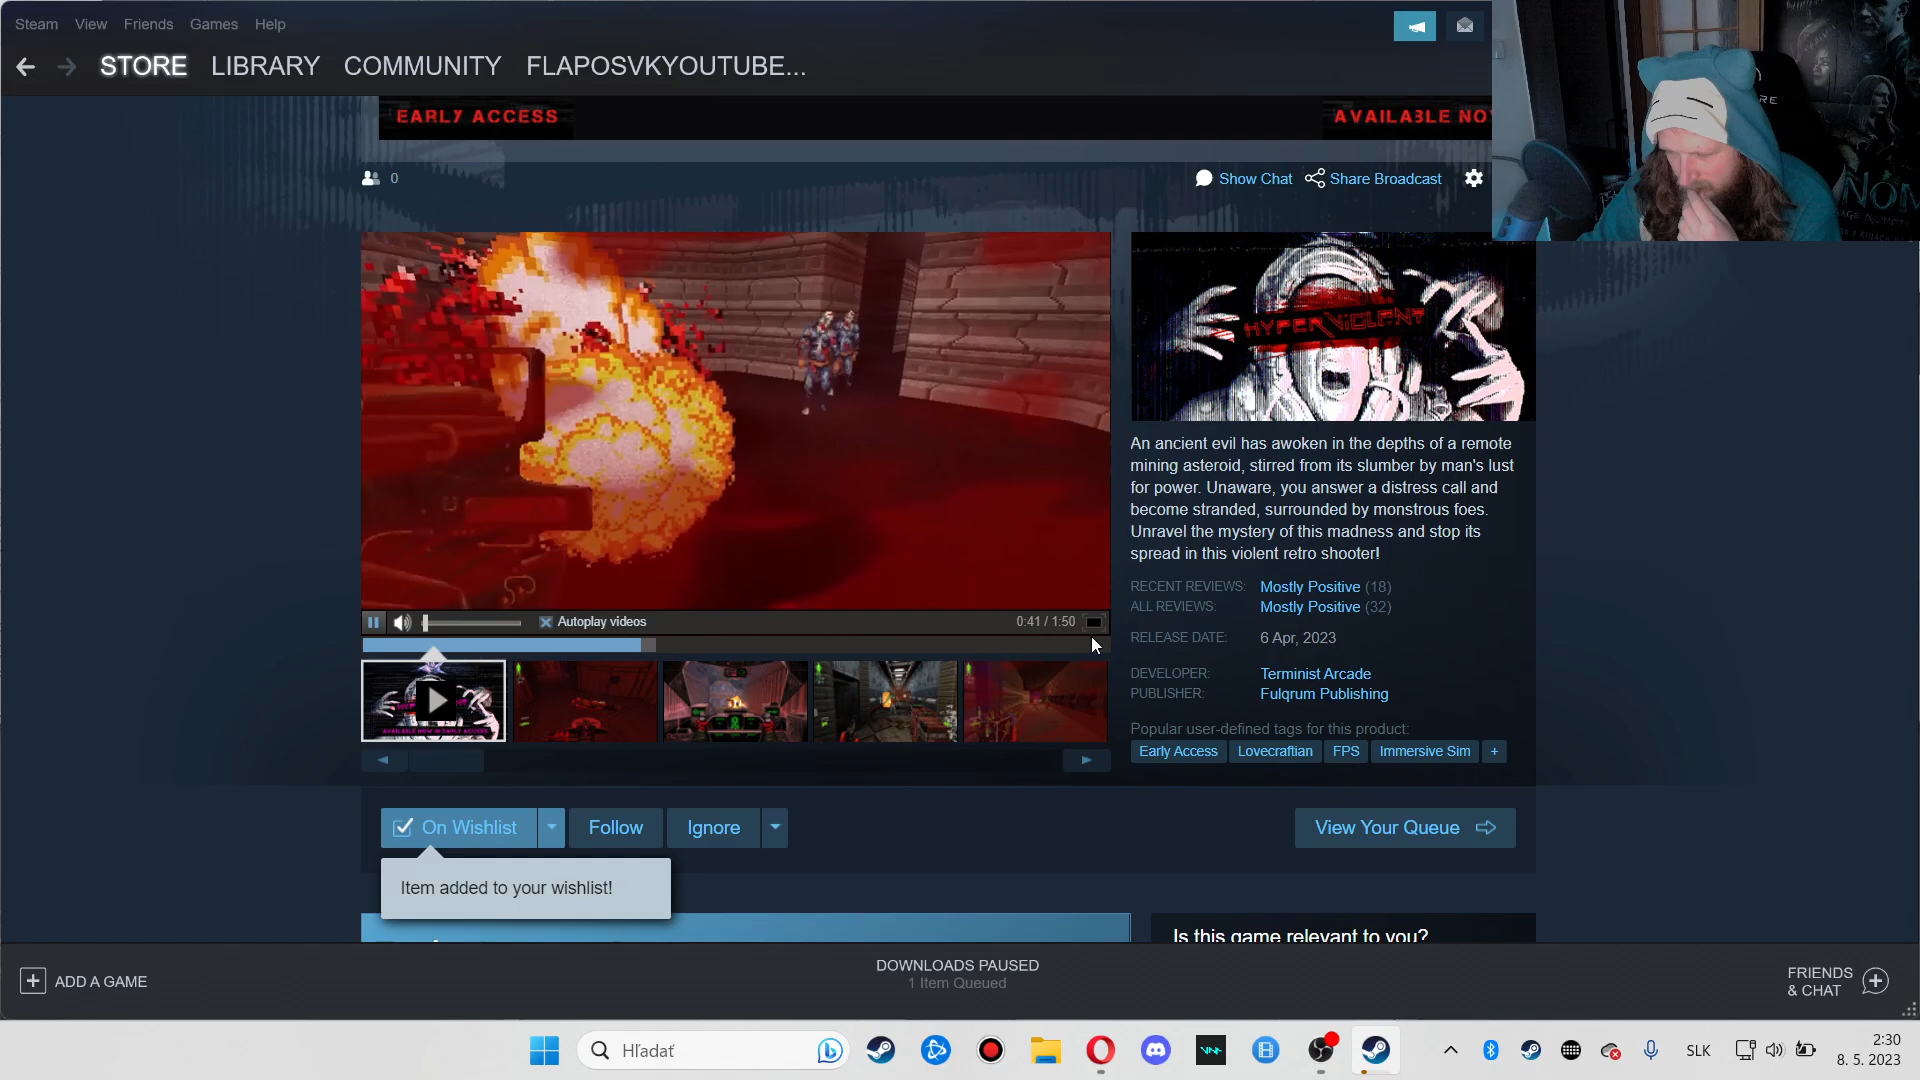 Steam View Friends Games Help
STORE LIBRARY COMMUNITY FLAPOSVKYOUTUBE...
EARLY ACCESS
AVAILABLE NO
0
Show Chat
Share Broadcast
HYPERVIOLENT
An ancient evil has awoken in the depths of a remote
mining asteroid, stirred from its slumber by man's lust
for power. Unaware, you answer a distress call and
become stranded, surrounded by monstrous foes.
Unravel the mystery of this madness and stop its
spread in this violent retro shooter!
RECENT REVIEWS: Mostly Positive (18)
ALL REVIEWS: Mostly Positive (32)
RELEASE DATE: 6 Apr, 2023
DEVELOPER: Terminist Arcade
PUBLISHER: Fulqrum Publishing
Popular user-defined tags for this product:
Early Access Lovecraftian FPS Immersive Sim +
Autoplay videos
0:41 / 1:50
AVAILABLE NOW IN EARLY ACCESS
On Wishlist
Follow
Ignore
View Your Queue
Item added to your wishlist!
Is this game relevant to you?
ADD A GAME
DOWNLOADS PAUSED
1 Item Queued
FRIENDS
& CHAT
Hľadať
SLK
2:30
8. 5. 2023